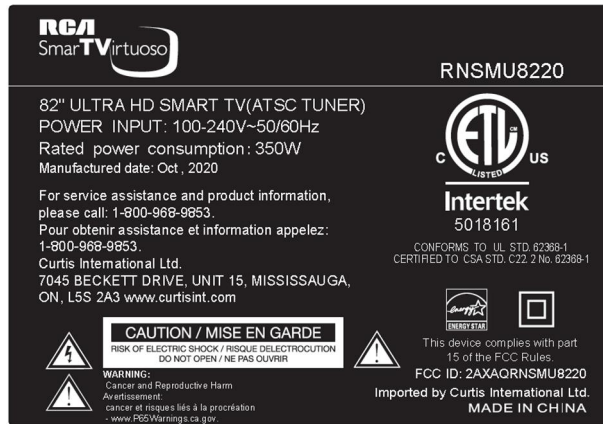 RCA
SmarTVirtuoso
RNSMU8220
82" ULTRA HD SMART TV(ATSC TUNER)
POWER INPUT: 100-240V~50/60Hz
Rated power consumption: 350W
Manufactured date: Oct, 2020
For service assistance and product information,
please call: 1-800-968-9853.
Pour obtenir assistance et information appelez:
1-800-968-9853.
Curtis International Ltd.
7045 BECKETT DRIVE, UNIT 15, MISSISSAUGA,
ON, L5S 2A3 www.curtisint.com
CAUTION / MISE EN GARDE
RISK OF ELECTRIC SHOCK / RISQUE DELECTROCUTION
DO NOT OPEN / NE PAS OUVRIR
WARNING:
Cancer and Reproductive Harm
Avertissement:
cancer et risques liés à la procréation
- www.P65Warnings.ca.gov.
ETL CM
C LISTED US
Intertek
5018161
CONFORMS TO UL STD. 62368-1
CERTIFIED TO CSA STD. C22. 2 No. 62368-1
energy
ENERGY STAR
This device complies with part
15 of the FCC Rules.
FCC ID: 2AXAQRNSMU8220
Imported by Curtis International Ltd.
MADE IN CHINA